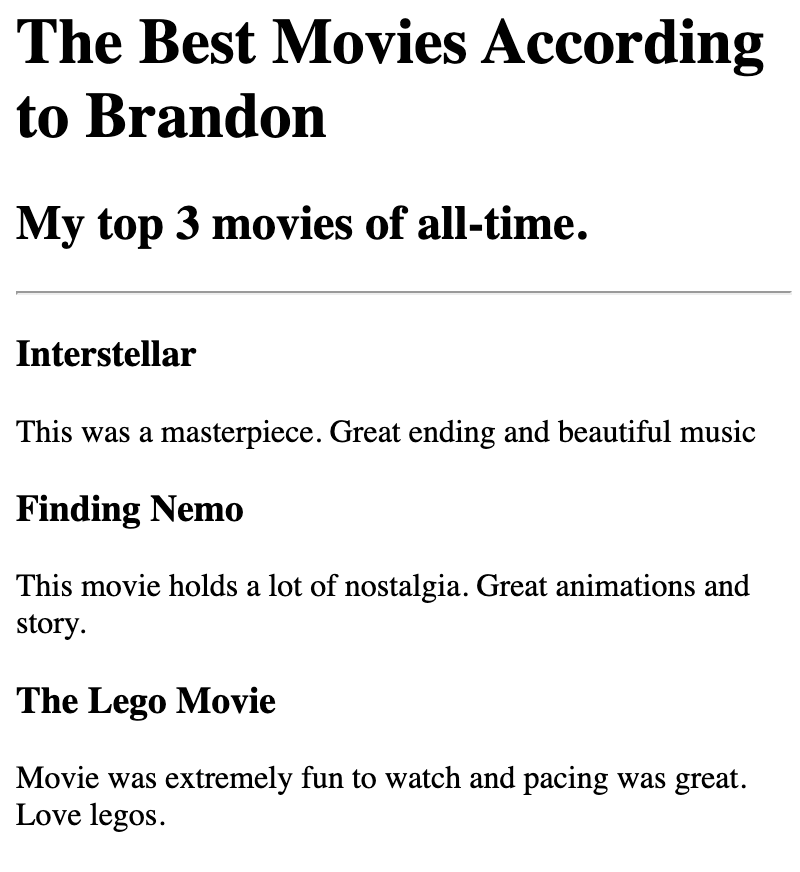 The Best Movies According
to Brandon
My top 3 movies of all-time.
Interstellar
This was a masterpiece. Great ending and beautiful music
Finding Nemo
This movie holds a lot of nostalgia. Great animations and
story.
The Lego Movie
Movie was extremely fun to watch and pacing was great.
Love legos.